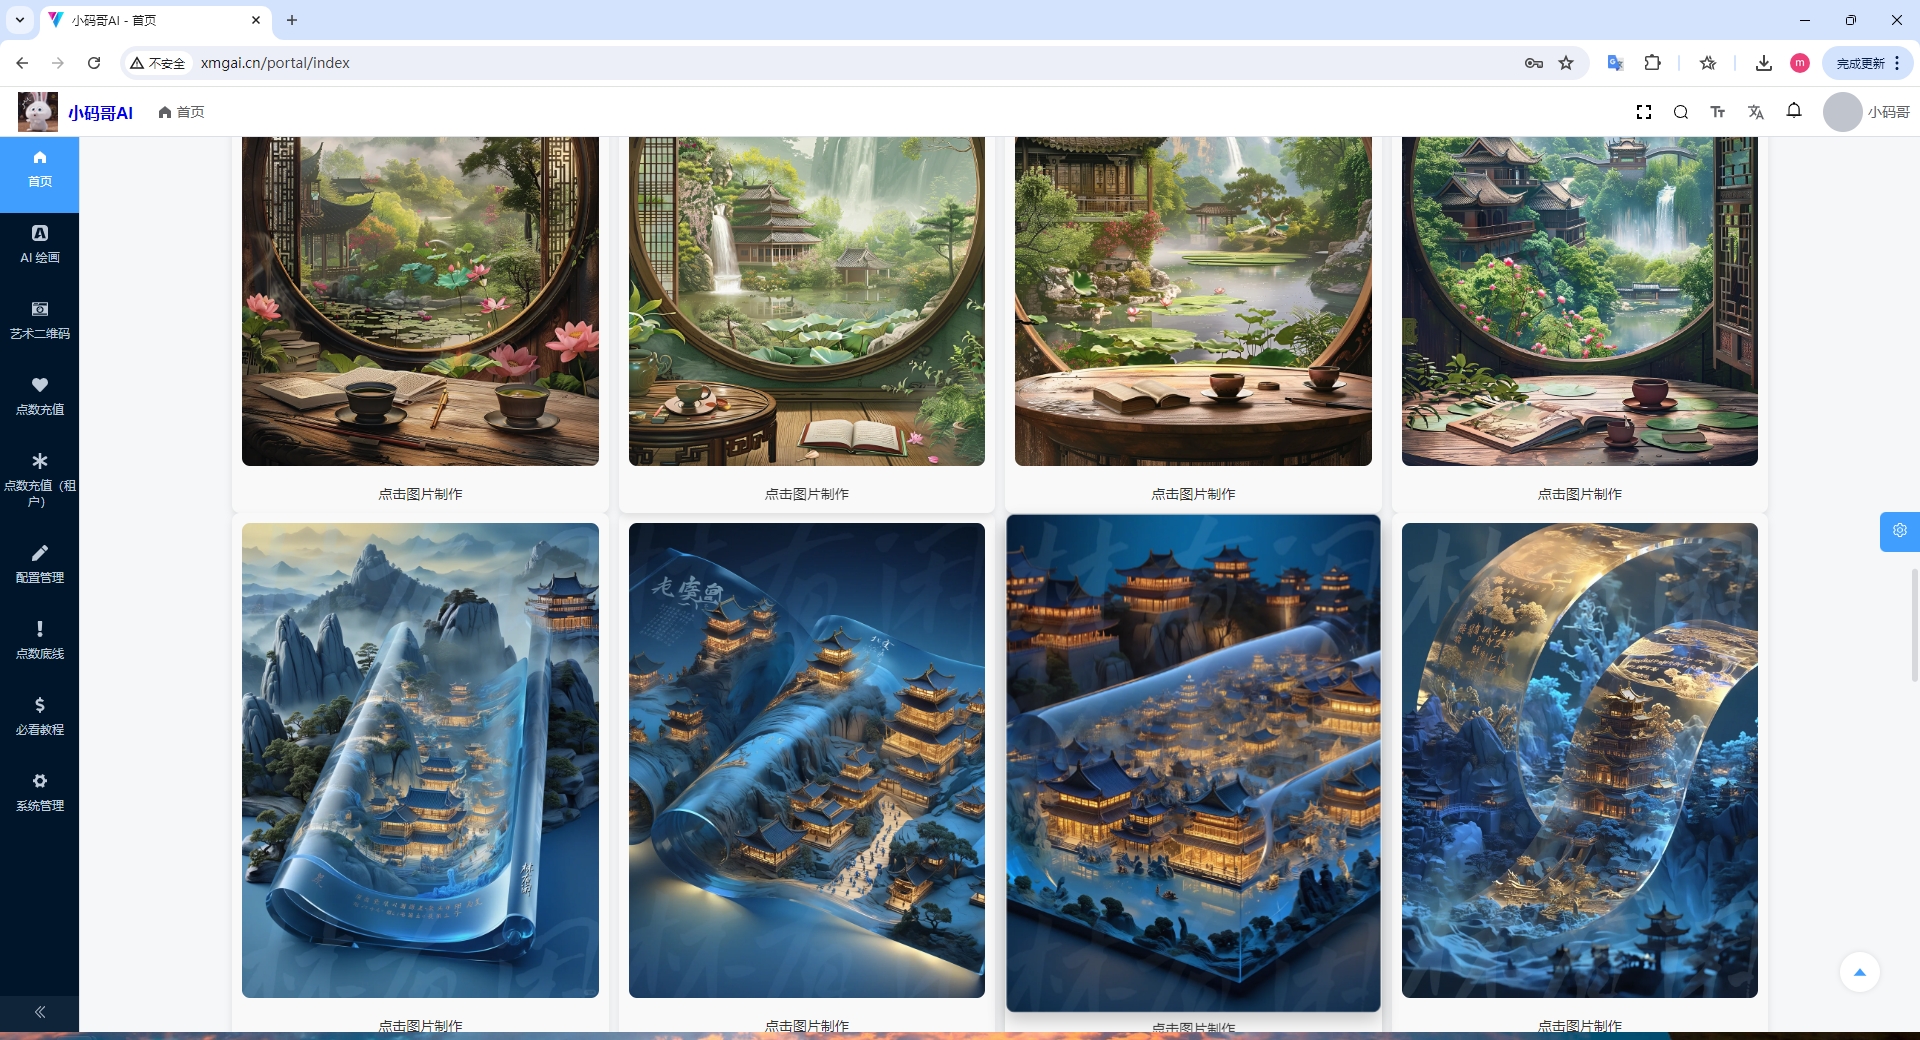 小码哥AI - 首页
不安全
xmgai.cn/portal/index
m
完成更新
小码哥AI
首页
小码哥
首页
AI 绘画
艺术二维码
点数充值
点数充值（租
户）
配置管理
点数底线
必看教程
系统管理
点击图片制作
点击图片制作
点击图片制作
点击图片制作
点击图片制作
点击图片制作
点击图片制作
点击图片制作